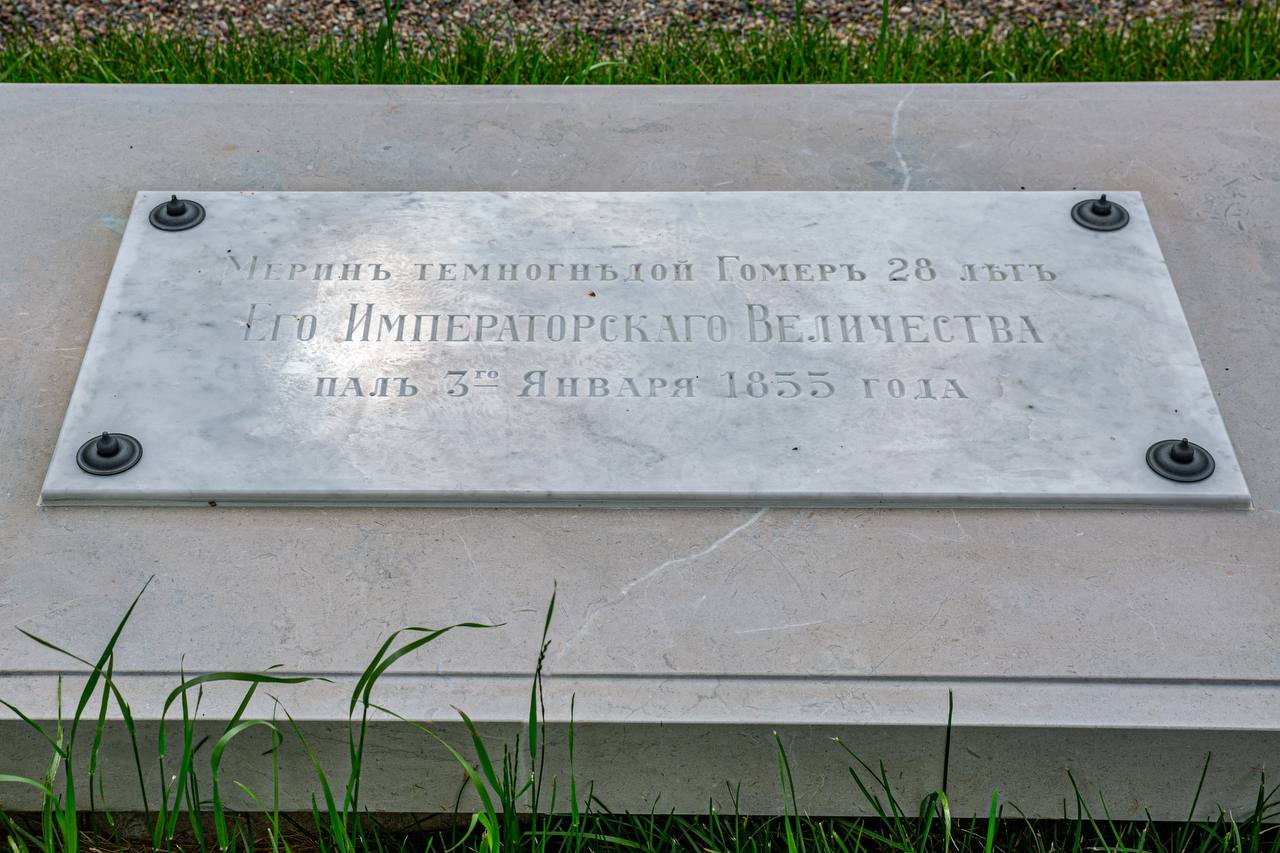 Меринъ темногнѣдой Гомеръ 28 лѣтъ
Его Императорскаго Величества
палъ 3го Января 1855 года